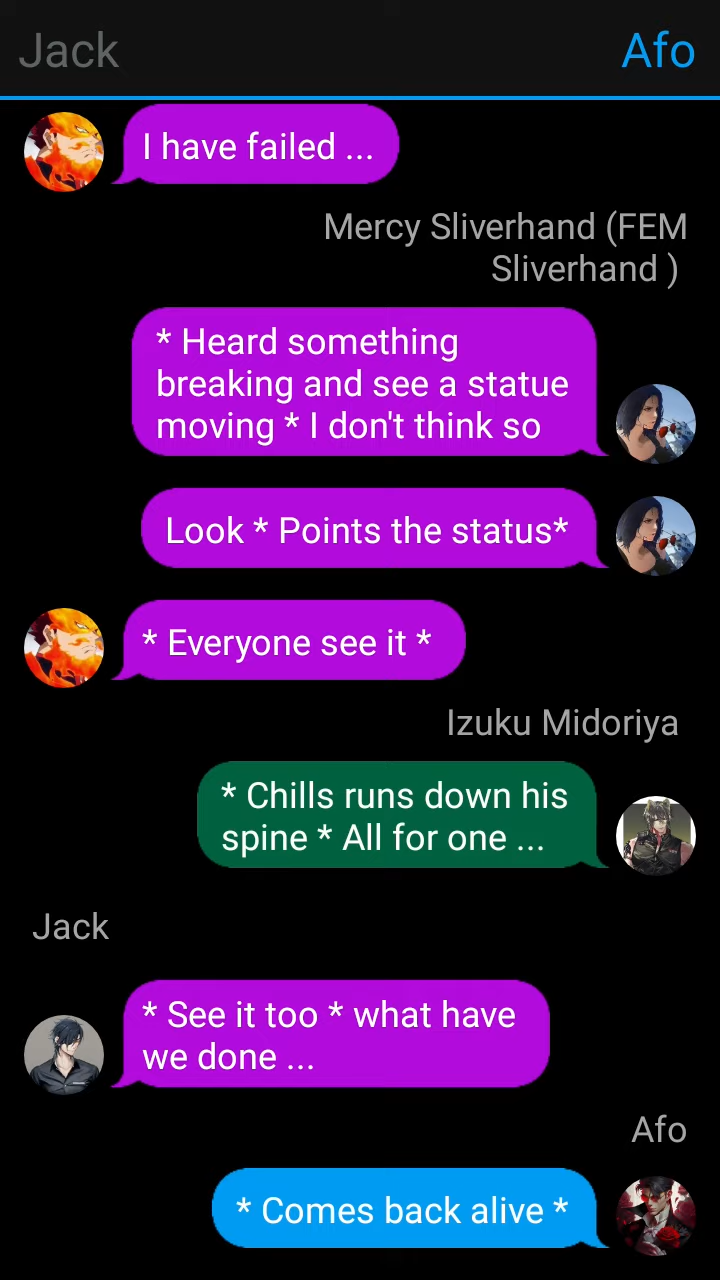 Jack
Afo
I have failed ...
Mercy Sliverhand (FEM
Sliverhand )
* Heard something
breaking and see a statue
moving * I don't think so
Look * Points the status*
* Everyone see it *
Izuku Midoriya
* Chills runs down his
spine * All for one ...
Jack
* See it too * what have
we done ...
Afo
* Comes back alive *